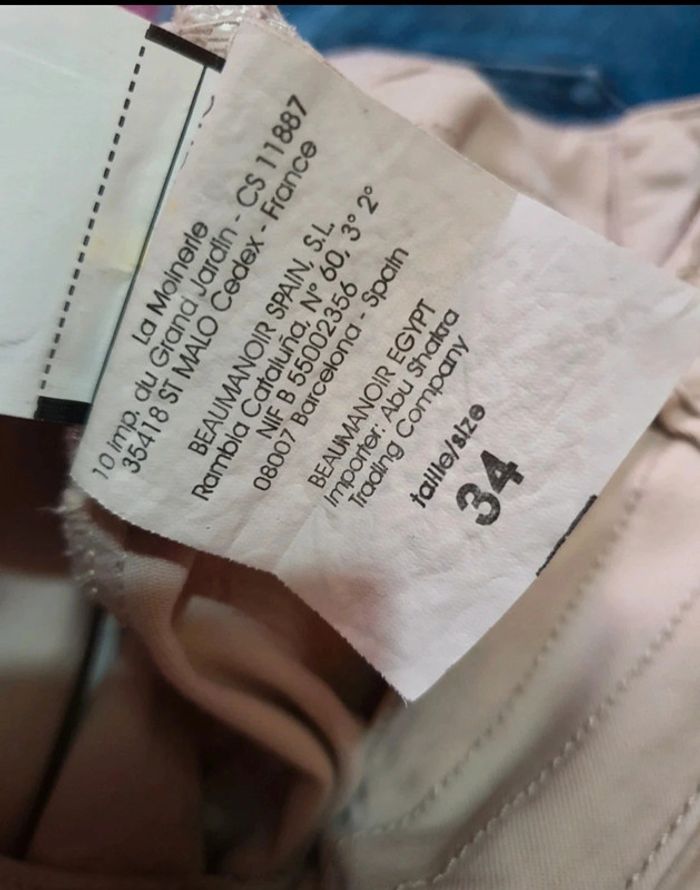 La Moinerie
10 Imp. du Grand Jardin - CS 11887
35418 ST MALO Cedex - France
BEAUMANOIR SPAIN, S.L.
Rambla Cataluña, Nº 60, 3º 2º
NIF B 55002356
08007 Barcelona - Spain
BEAUMANOIR EGYPT
Importer: Abu Shakra
Trading Company
taille/size
34